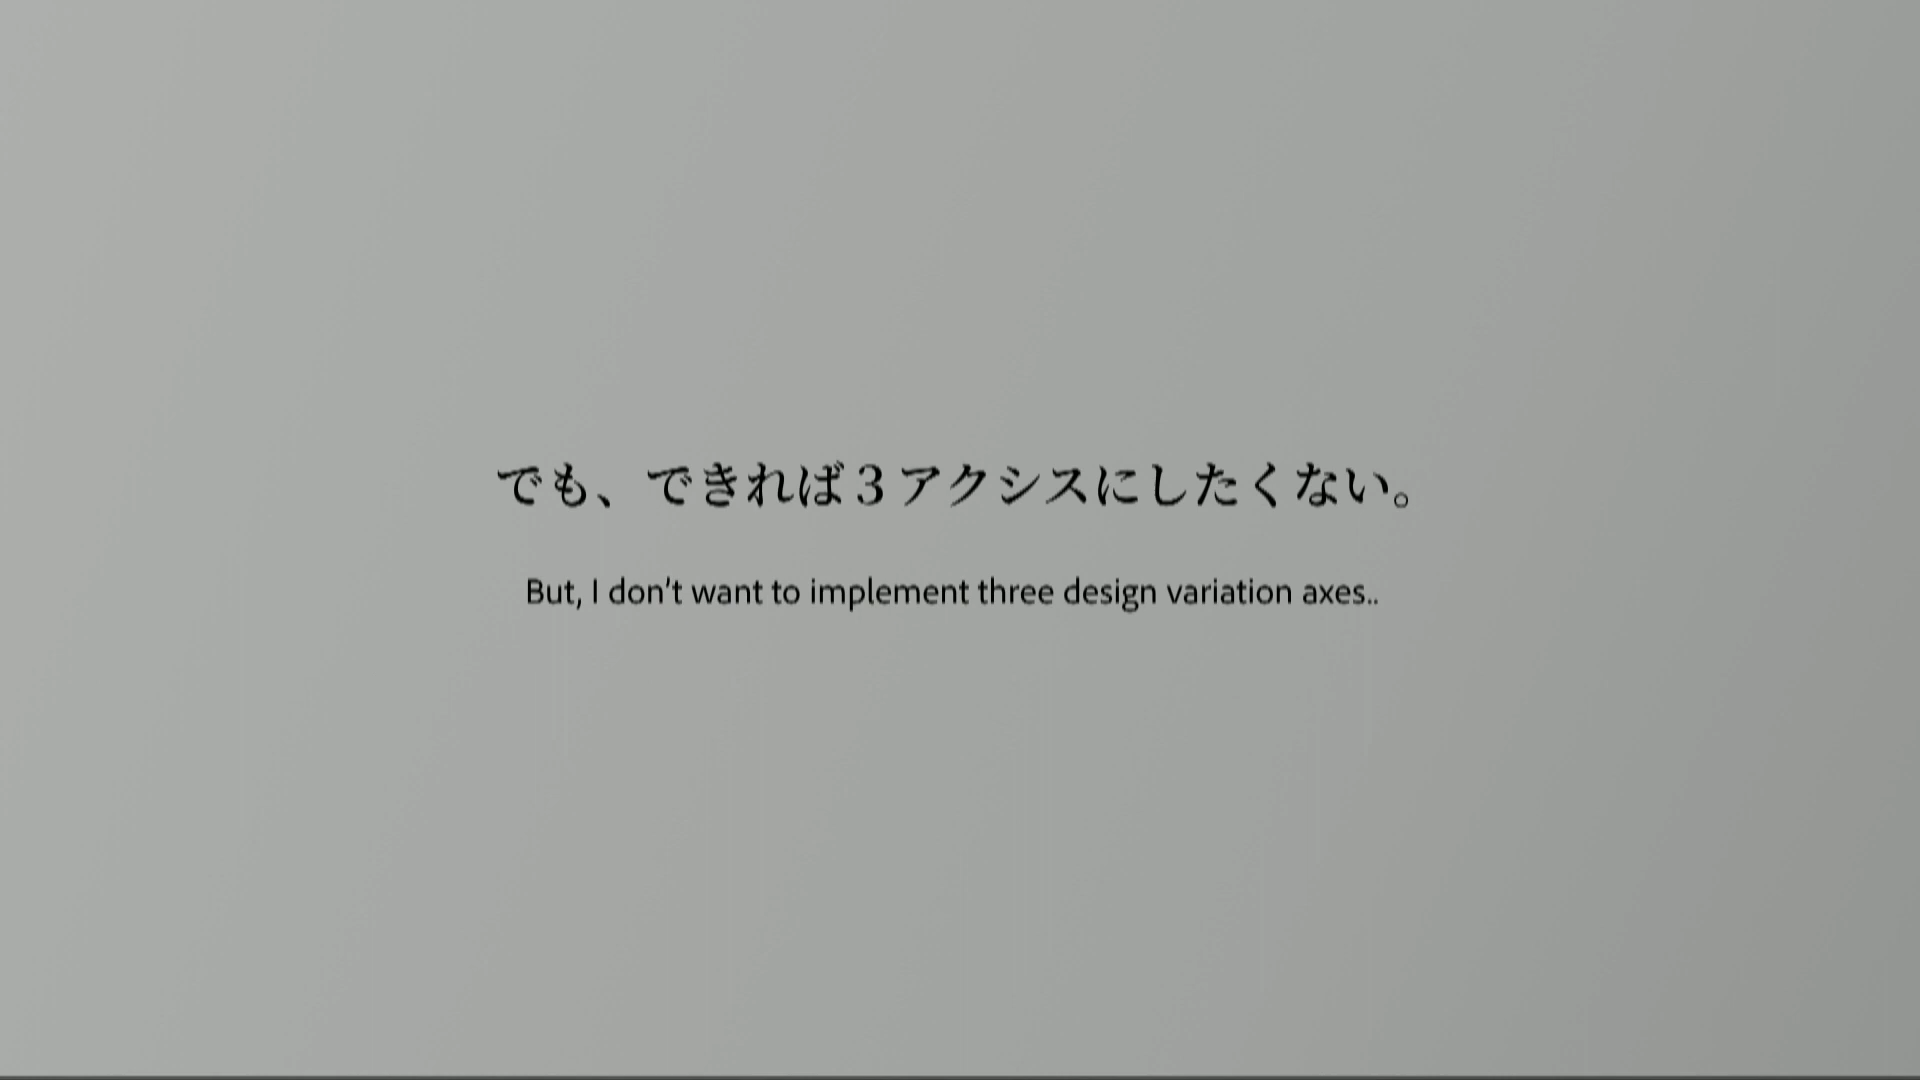 でも、できれば３アクシスにしたくない。
But, I don't want to implement three design variation axes..